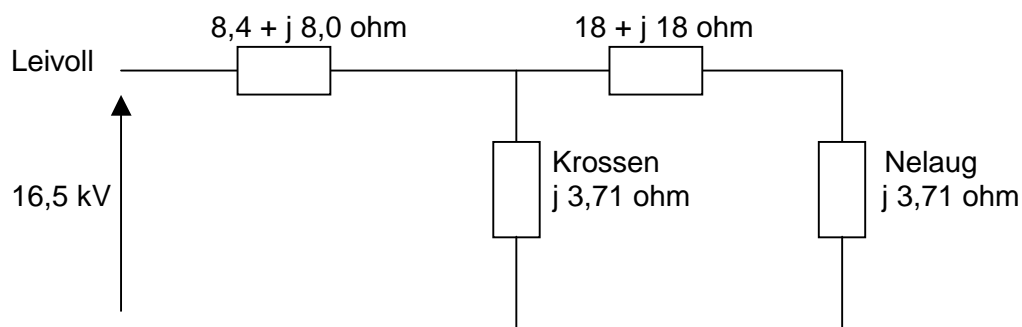 8,4 + j 8,0 ohm
18 + j 18 ohm
Leivoll
16,5 kV
Krossen
j 3,71 ohm
Nelaug
j 3,71 ohm